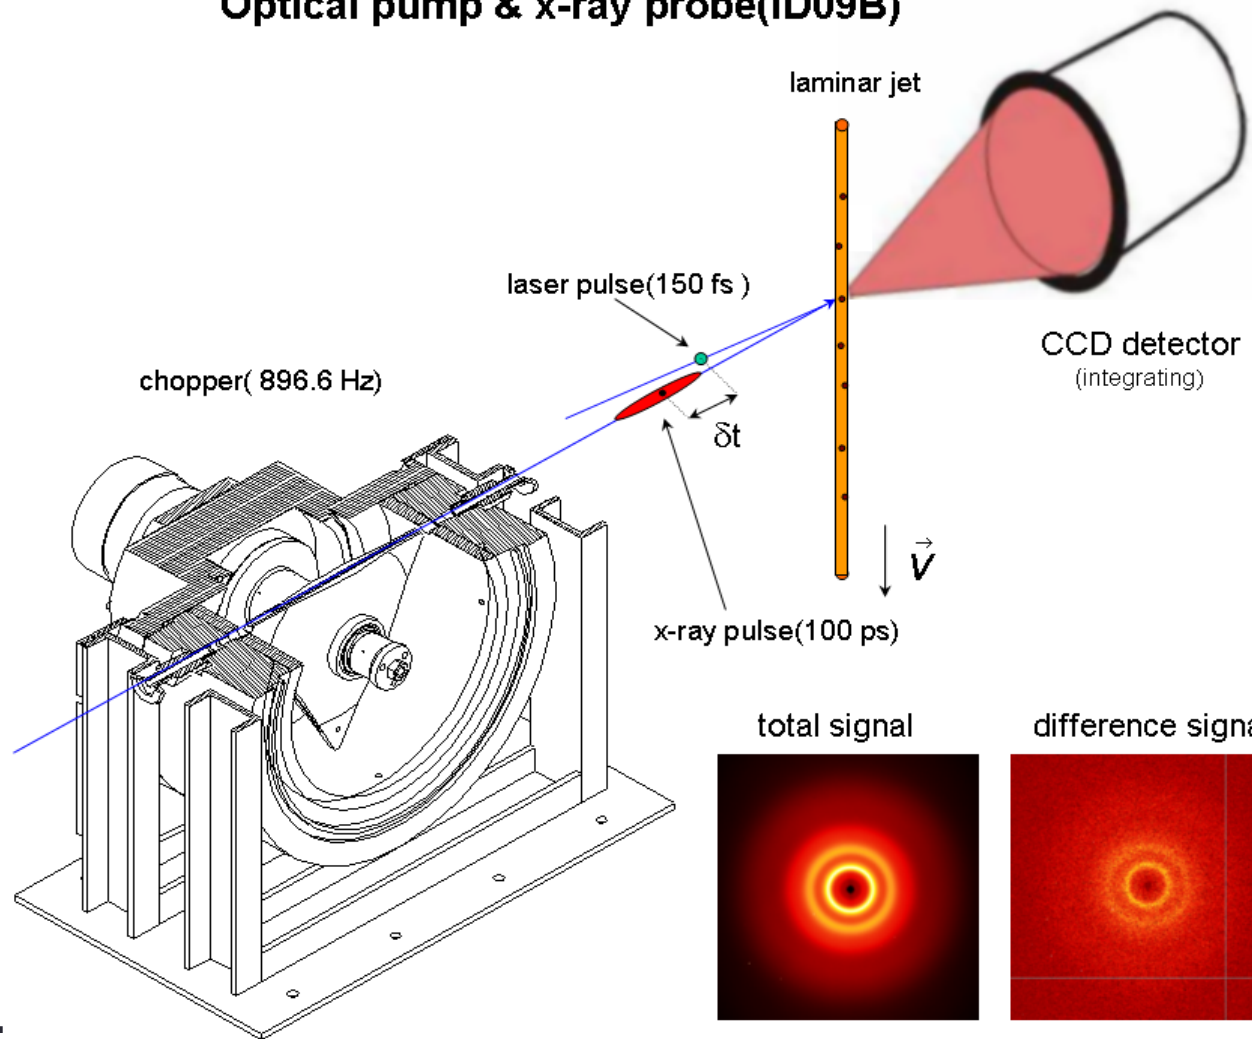 Optical pump & x-ray probe(ID09B)
laminar jet
laser pulse(150 fs )
CCD detector
(integrating)
chopper( 896.6 Hz)
δt
v
x-ray pulse(100 ps)
total signal
difference